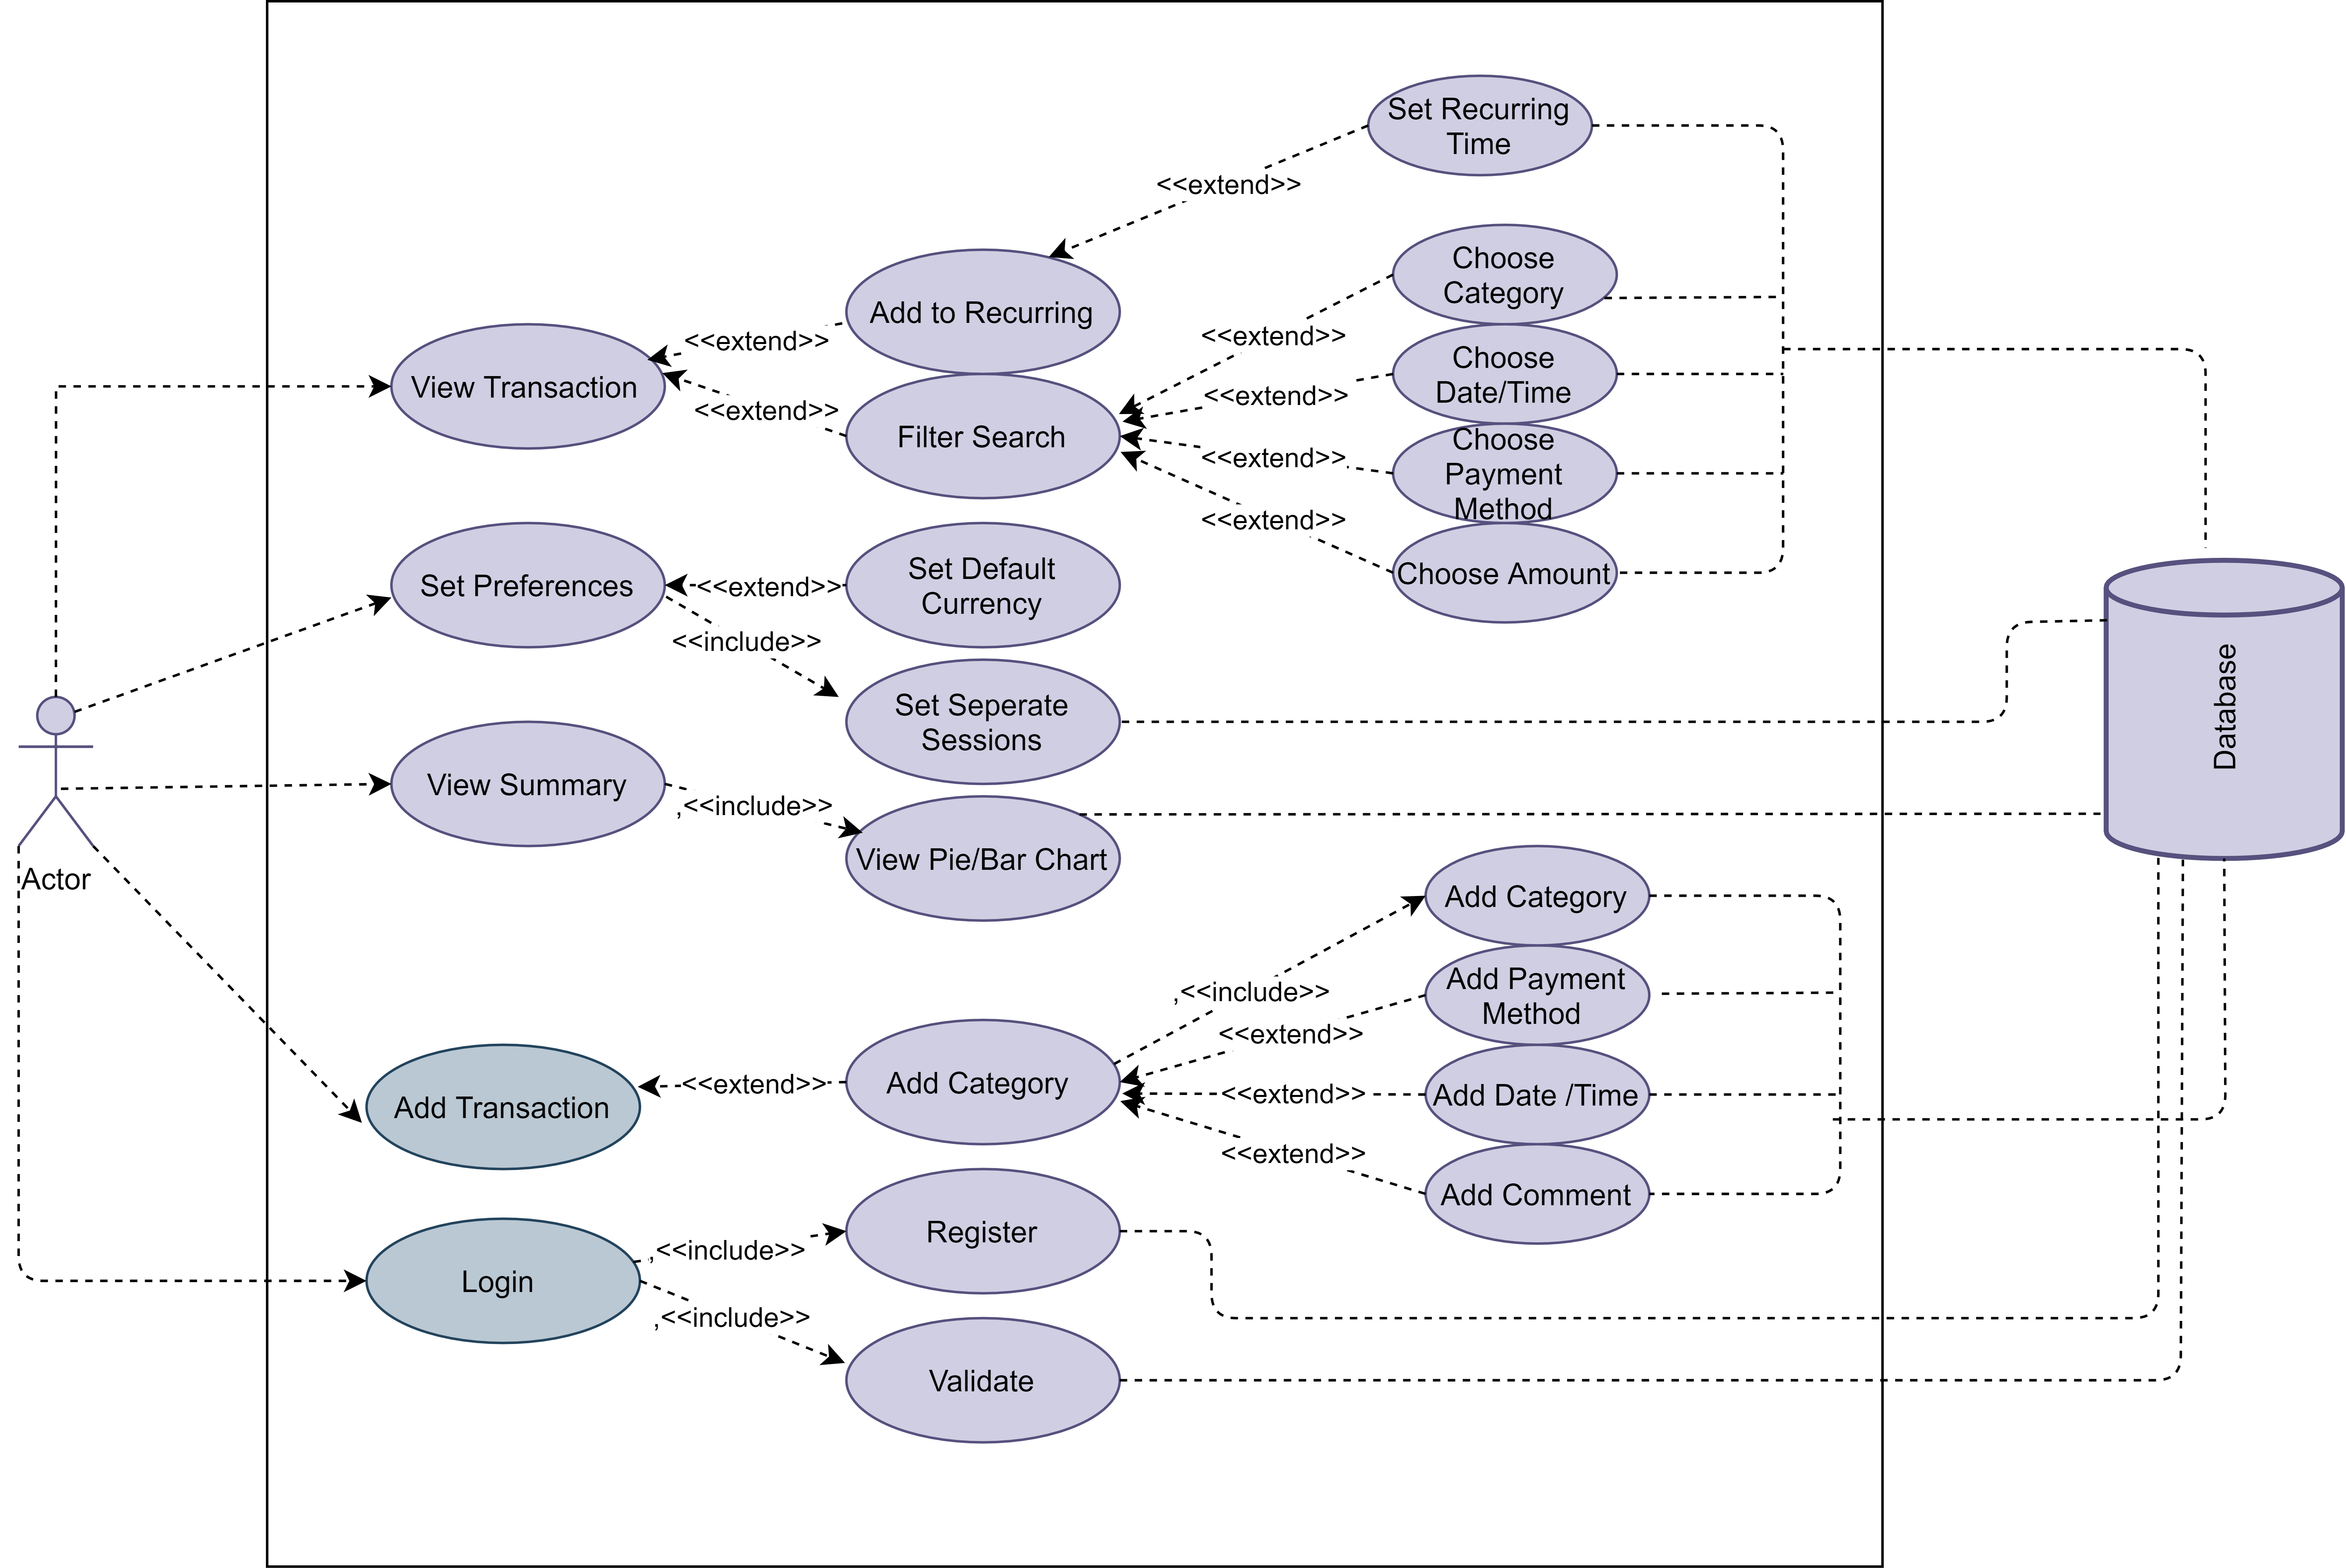 Set Recurring
Time
<<extend>>
Choose
Category
Add to Recurring
<<extend>>
<<extend>>
Choose
Date/Time
View Transaction
<<extend>>
<<extend>>
Filter Search
Choose
Payment
Method
<<extend>>
<<extend>>
Choose Amount
Set Preferences
<<extend>>
Set Default
Currency
<<include>>
Set Seperate
Sessions
Database
View Summary
,<<include>>
View Pie/Bar Chart
Actor
Add Category
,<<include>>
Add Payment
Method
<<extend>>
Add Transaction
<<extend>>
Add Category
<<extend>>
Add Date /Time
<<extend>>
Add Comment
Register
,<<include>>
Login
,<<include>>
Validate